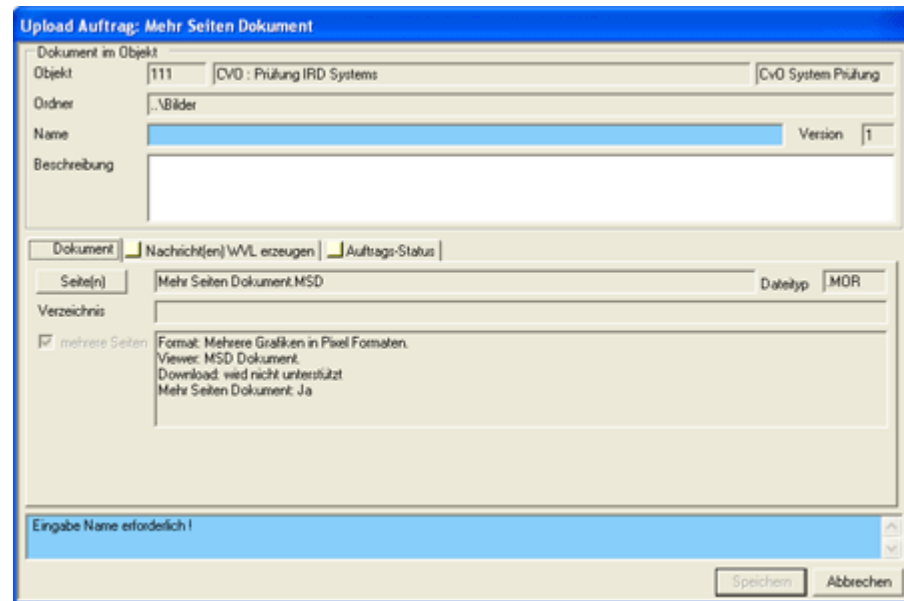 Upload Auftrag: Mehr Seiten Dokument
Dokument im Objekt
Objekt 111 CVO : Prüfung IRD Systems CvO System Prüfung
Ordner ..\Bilder
Name Version 1
Beschreibung
Dokument Nachricht(en) WVL erzeugen Auftrags-Status
Seite(n) Mehr Seiten Dokument.MSD Dateityp .MOR
Verzeichnis
mehrere Seiten Format: Mehrere Grafiken in Pixel Formaten.
Viewer: MSD Dokument.
Download: wird nicht unterstützt
Mehr Seiten Dokument: Ja
Eingabe Name erforderlich !
Speichern Abbrechen